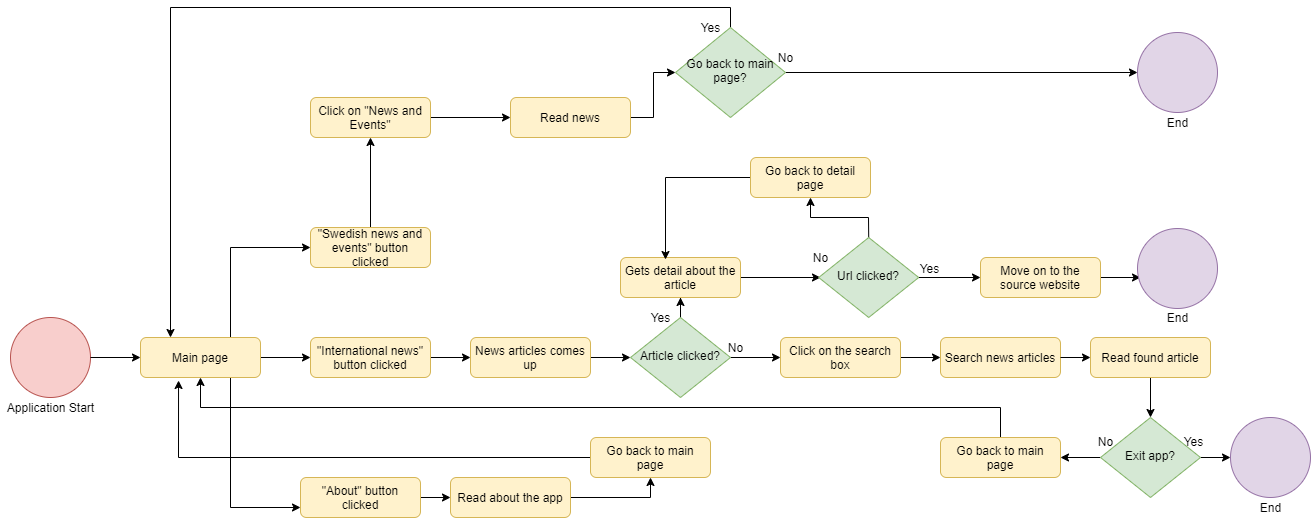 Yes
Go back to main
page?
No
End
Click on "News and
Events"
Read news
Go back to detail
page
"Swedish news and
events" button
clicked
Gets detail about the
article
No
Url clicked?
Yes
Move on to the
source website
End
Yes
Application Start
Main page
"International news"
button clicked
News articles comes
up
Article clicked?
No
Click on the search
box
Search news articles
Read found article
Go back to main
page
Go back to main
page
No
Exit app?
Yes
End
"About" button
clicked
Read about the app